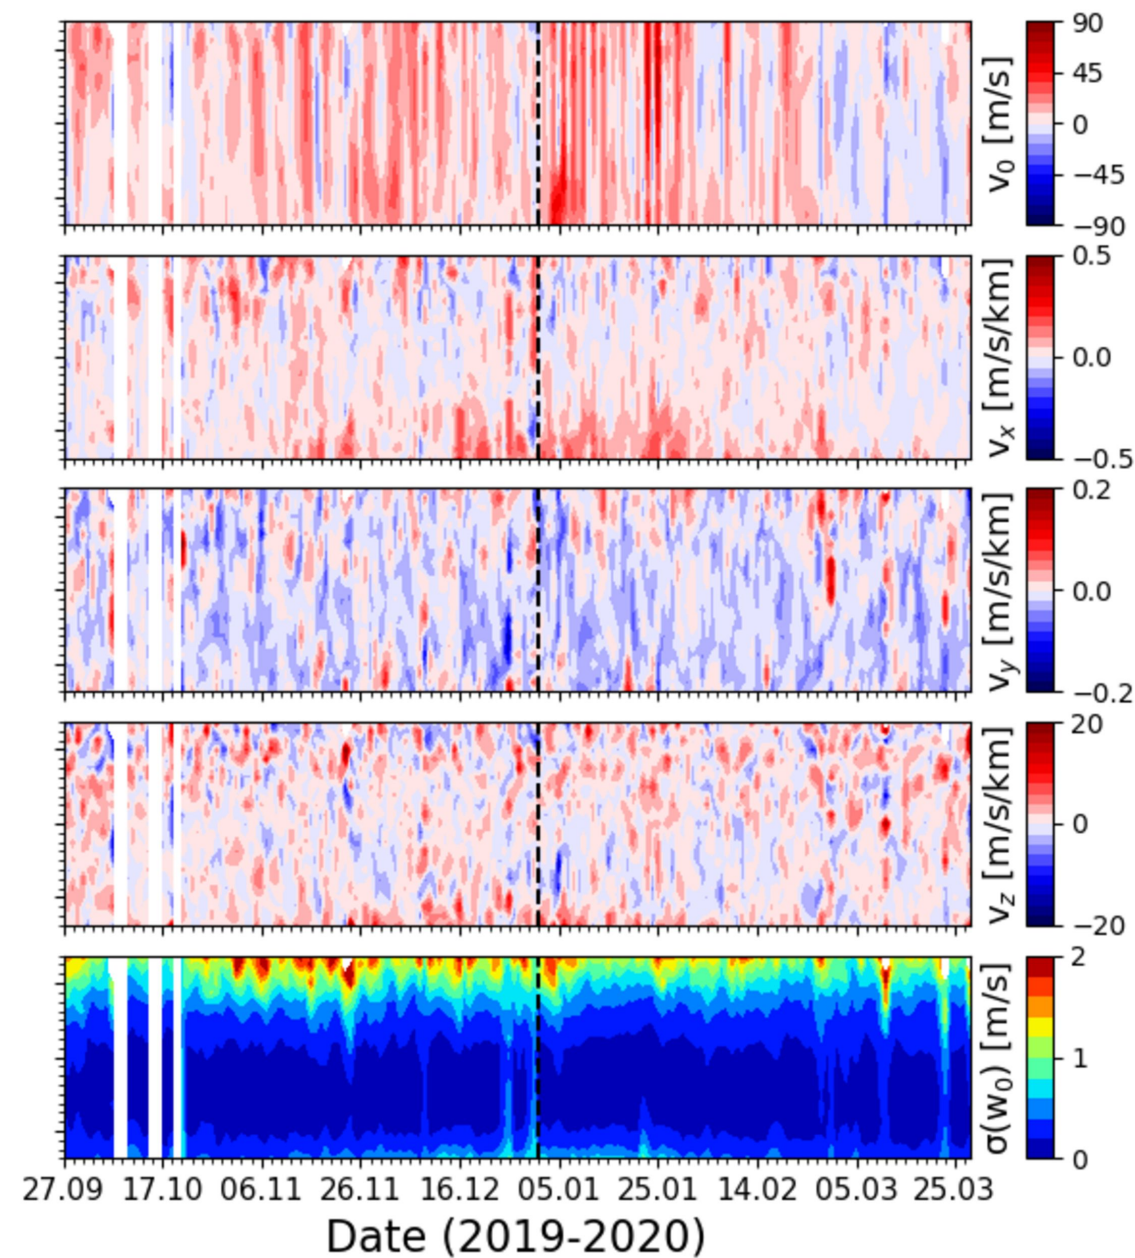 90
45
0
−45
−90
v₀ [m/s]
0.5
0.0
−0.5
vₓ [m/s/km]
0.2
0.0
−0.2
v_y [m/s/km]
20
0
−20
v_z [m/s/km]
2
1
0
σ(w₀) [m/s]
27.09 17.10 06.11 26.11 16.12 05.01 25.01 14.02 05.03 25.03
Date (2019-2020)